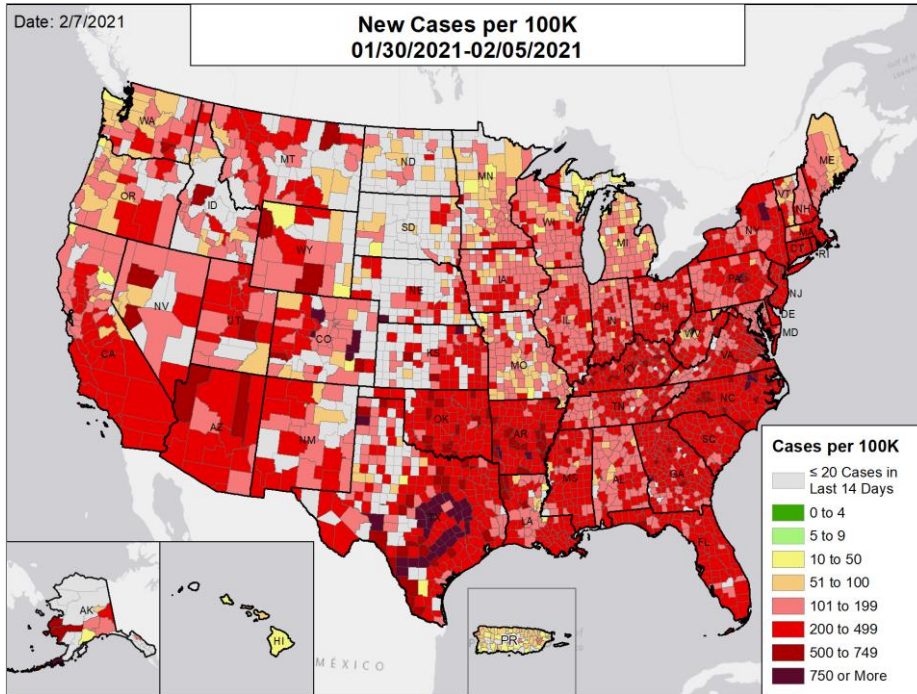 Date: 2/7/2021
New Cases per 100K
01/30/2021-02/05/2021
WA
MT
ND
MN
ME
OR
ID
SD
WI
VT
NH
WY
MI
NY
MA
CT
RI
NV
NE
IA
PA
NJ
UT
CO
IL
IN
OH
DE
MD
CA
KS
MO
WV
VA
KY
AZ
NM
OK
AR
TN
NC
SC
MS
AL
GA
LA
FL
AK
HI
PR
MÉXICO
Cases per 100K
≤ 20 Cases in
Last 14 Days
0 to 4
5 to 9
10 to 50
51 to 100
101 to 199
200 to 499
500 to 749
750 or More